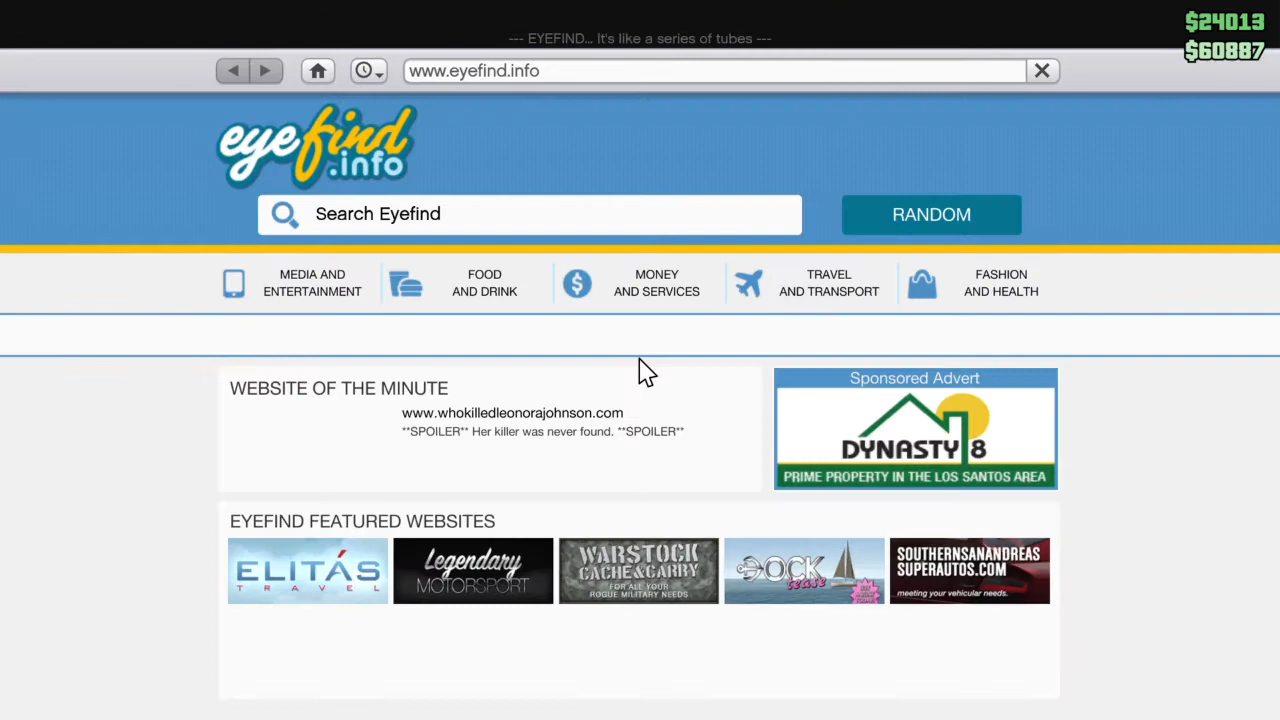 $24013
--- EYEFIND... It's like a series of tubes ---
$60887
www.eyefind.info
eyefind
.info
Search Eyefind
RANDOM
MEDIA AND
ENTERTAINMENT
FOOD
AND DRINK
MONEY
AND SERVICES
TRAVEL
AND TRANSPORT
FASHION
AND HEALTH
WEBSITE OF THE MINUTE
www.whokilledleonorajohnson.com
**SPOILER** Her killer was never found. **SPOILER**
Sponsored Advert
DYNASTY 8
PRIME PROPERTY IN THE LOS SANTOS AREA
EYEFIND FEATURED WEBSITES
ELITÁS
TRAVEL
Legendary
MOTORSPORT
WARSTOCK
CACHE & CARRY
FOR ALL YOUR
ROGUE MILITARY NEEDS
DOCK
tease
SOUTHERNSANANDREAS
SUPERAUTOS.COM
meeting your vehicular needs.